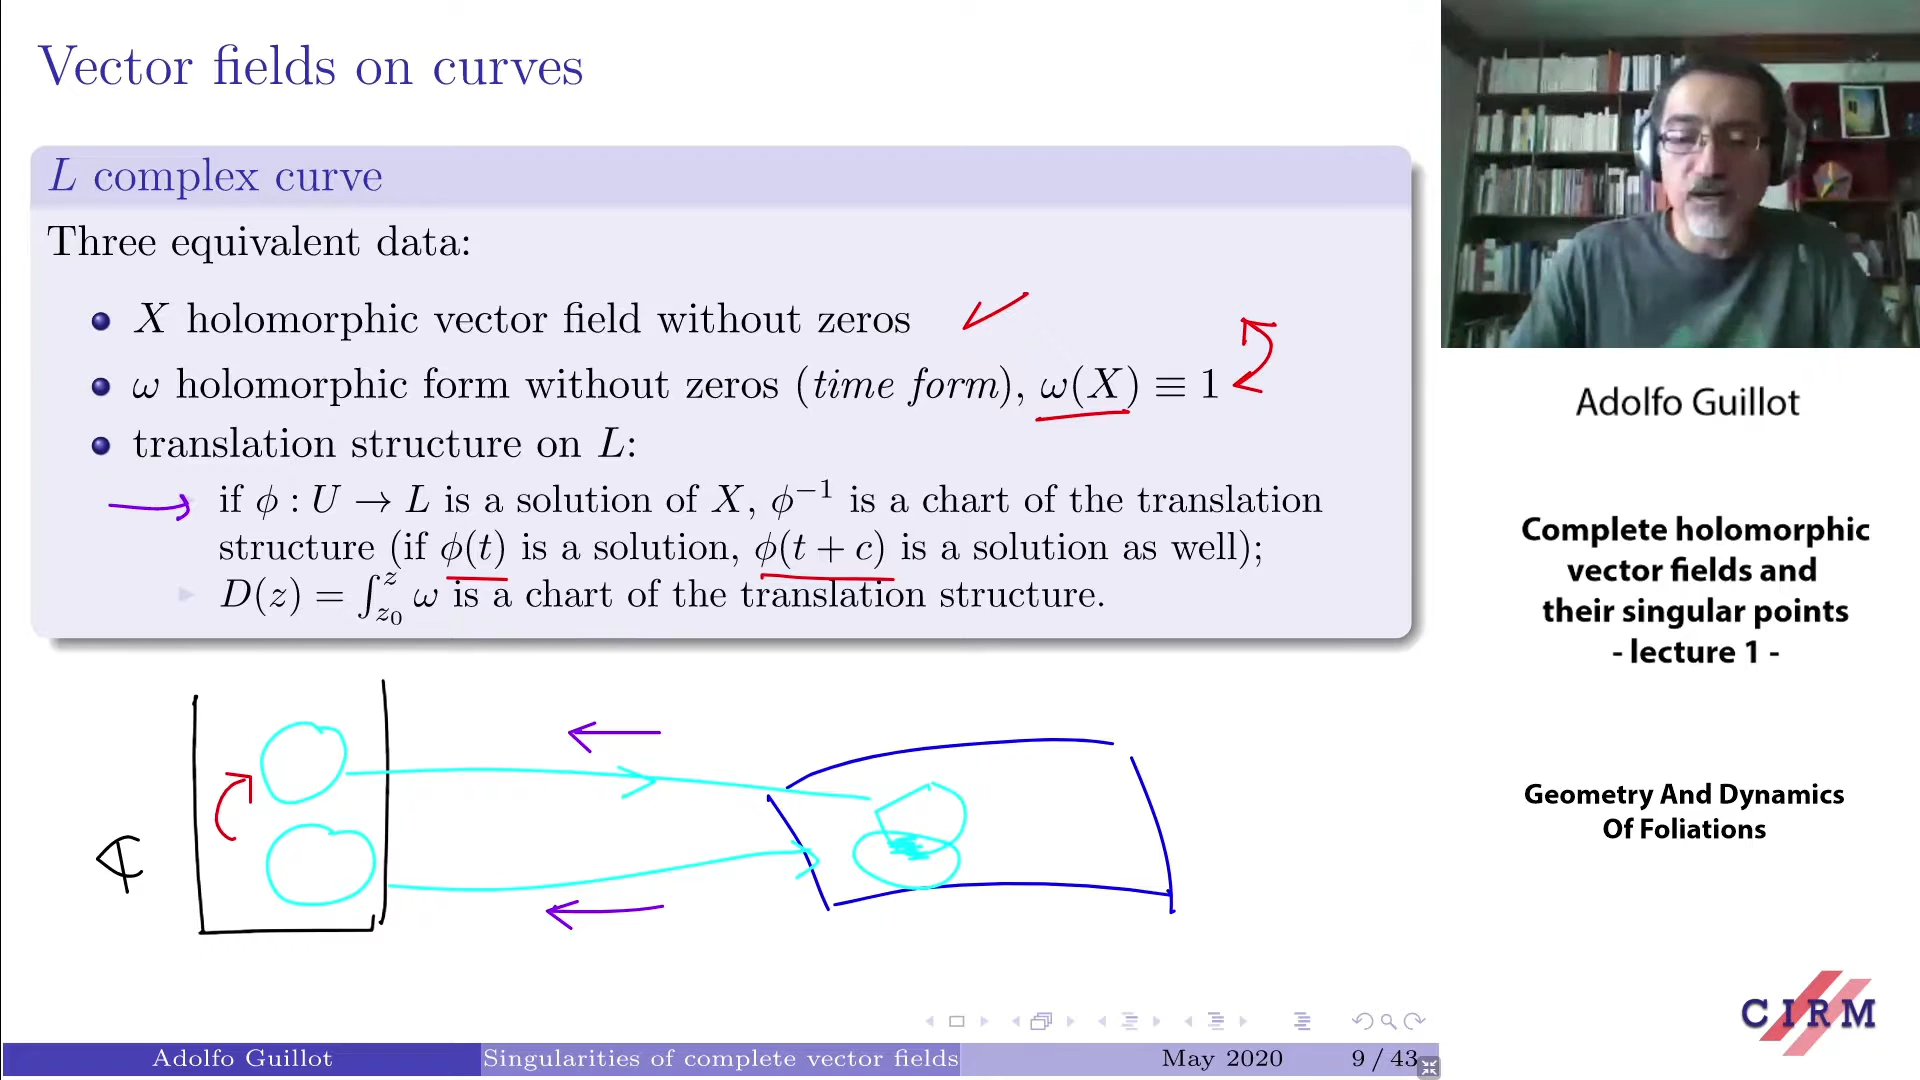 Vector fields on curves
L complex curve
Three equivalent data:
X holomorphic vector field without zeros
ω holomorphic form without zeros (time form), ω(X) ≡ 1
translation structure on L:
if ϕ : U → L is a solution of X, ϕ⁻¹ is a chart of the translation
structure (if ϕ(t) is a solution, ϕ(t + c) is a solution as well);
D(z) = ∫_{z₀}^{z} ω is a chart of the translation structure.
ℂ
Adolfo Guillot
Complete holomorphic
vector fields and
their singular points
- lecture 1 -
Geometry And Dynamics
Of Foliations
CIRM
Adolfo Guillot Singularities of complete vector fields May 2020 9 / 43